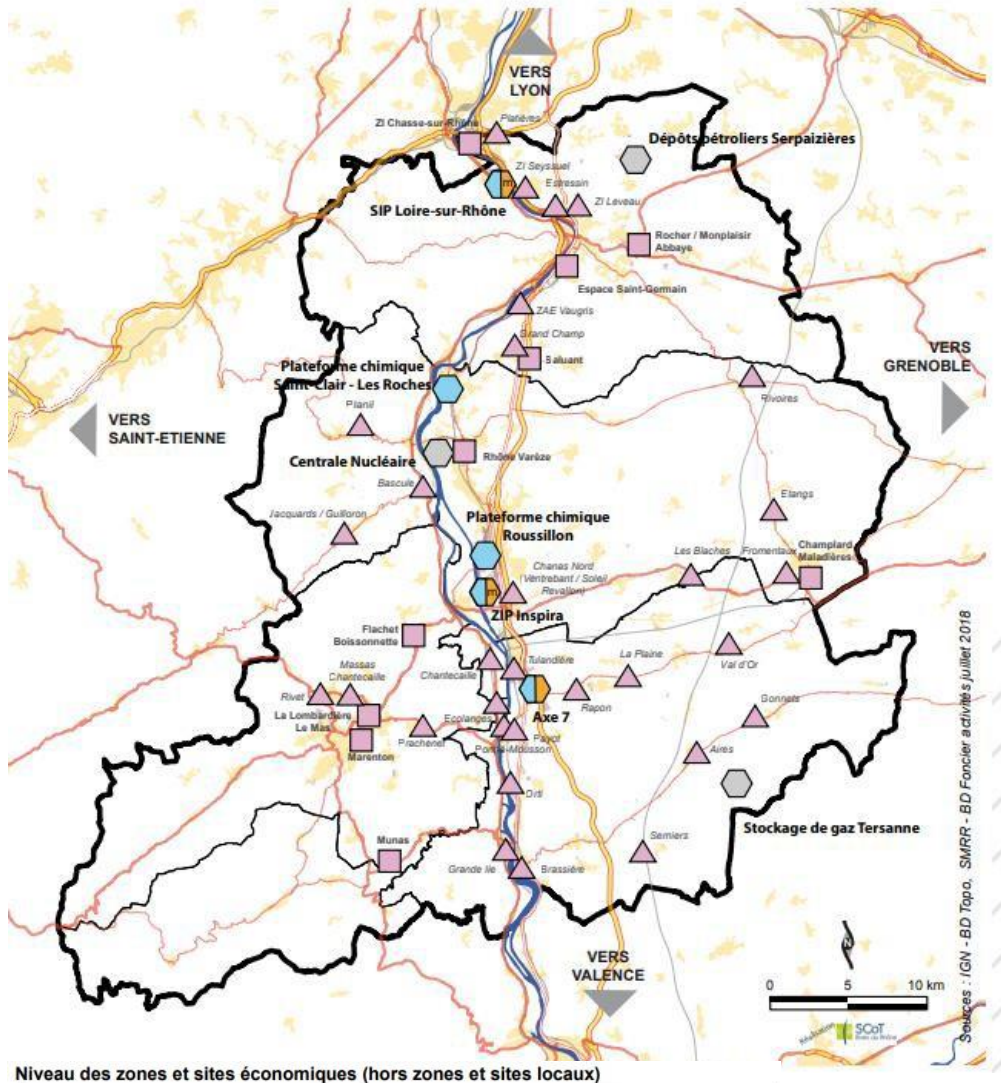 VERS
LYON
ZI Chasse-sur-Rhône
Platières
Dépôts pétroliers Serpaizières
ZI Seyssuel
m
Estressin
SIP Loire-sur-Rhône
ZI Leveau
Rocher / Monplaisir
Abbaye
Espace Saint-Germain
ZAE Vaugris
Grand Champ
Saluant
VERS
GRENOBLE
Plateforme chimique
Saint-Clair - Les Roches
Planil
Rivoires
VERS
SAINT-ETIENNE
Centrale Nucléaire
Rhône Varèze
Bascule
Jacquards / Guilloron
Etangs
Plateforme chimique
Roussillon
Les Blaches
Fromentaux
Champlard
Maladières
Chanas Nord
(Ventrebant / Soleil
Revallon)
m
ZIP Inspira
Flachet
Boissonnette
Massas
Chantecaille
Chantecaille
Tulandière
La Plaine
Val d'Or
Rivet
La Lombardière
Le Mas
Ecolanges
Axe 7
Rapon
Gonnets
Marenton
Prachenet
Payot
Aires
Stockage de gaz Tersanne
Munas
Grande Ile
Brassière
Semiers
VERS
VALENCE
N
0 5 10 km
Réalisation
SCoT
Rives du Rhône
Sources : IGN - BD Topo, SMRR - BD Foncier activités juillet 2018
Niveau des zones et sites économiques (hors zones et sites locaux)